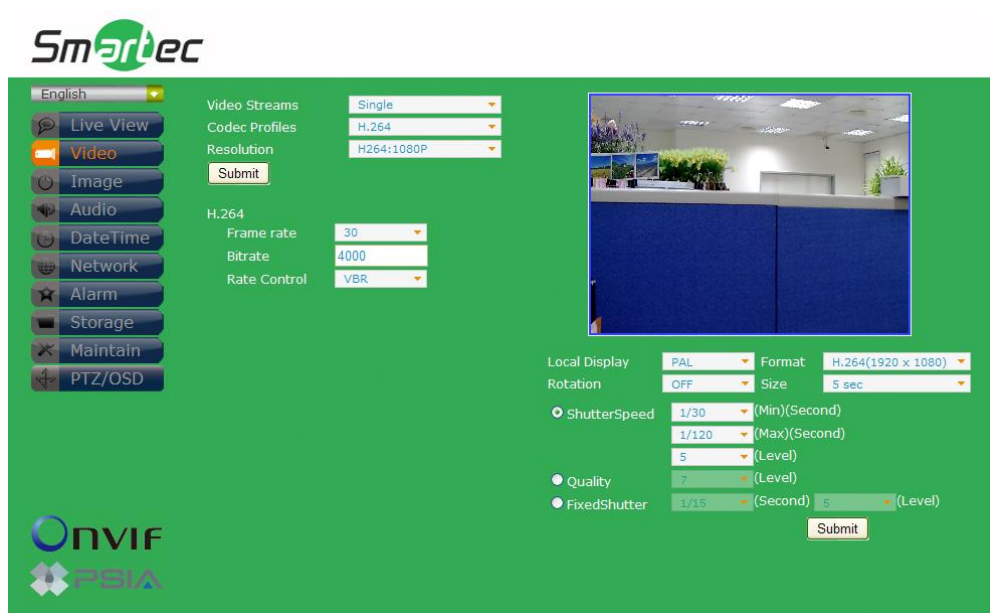 Smartec
English
Live View
Video
Image
Audio
DateTime
Network
Alarm
Storage
Maintain
PTZ/OSD
ONVIF
PSIA
Video Streams Single
Codec Profiles H.264
Resolution H264:1080P
Submit
H.264
Frame rate 30
Bitrate 4000
Rate Control VBR
Local Display PAL Format H.264(1920 x 1080)
Rotation OFF Size 5 sec
ShutterSpeed 1/30 (Min)(Second)
1/120 (Max)(Second)
5 (Level)
Quality 7 (Level)
FixedShutter 1/15 (Second) 5 (Level)
Submit